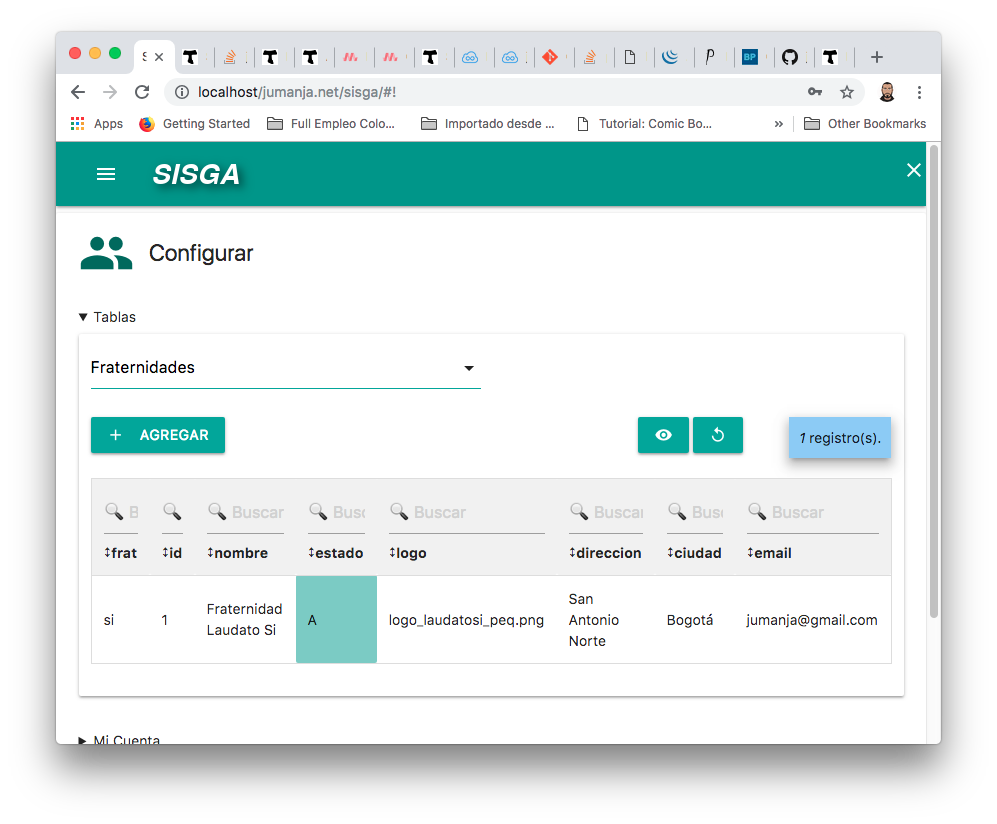 S
BP
localhost/jumanja.net/sisga/#!
Apps Getting Started Full Empleo Colo... Importado desde ... Tutorial: Comic Bo... » Other Bookmarks
SISGA
Configurar
▼ Tablas
Fraternidades
+ AGREGAR
1 registro(s).
B Buscar Busc Buscar Buscar Bus Buscar
↕frat ↕id ↕nombre ↕estado ↕logo ↕direccion ↕ciudad ↕email
si 1 Fraternidad Laudato Si A logo_laudatosi_peq.png San Antonio Norte Bogotá jumanja@gmail.com
▶ Mi Cuenta